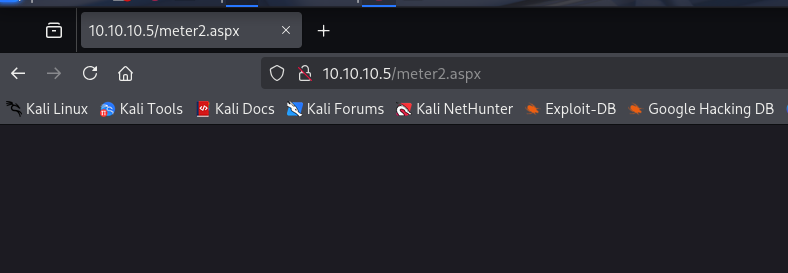 10.10.10.5/meter2.aspx
10.10.10.5/meter2.aspx
Kali Linux Kali Tools Kali Docs Kali Forums Kali NetHunter Exploit-DB Google Hacking DB